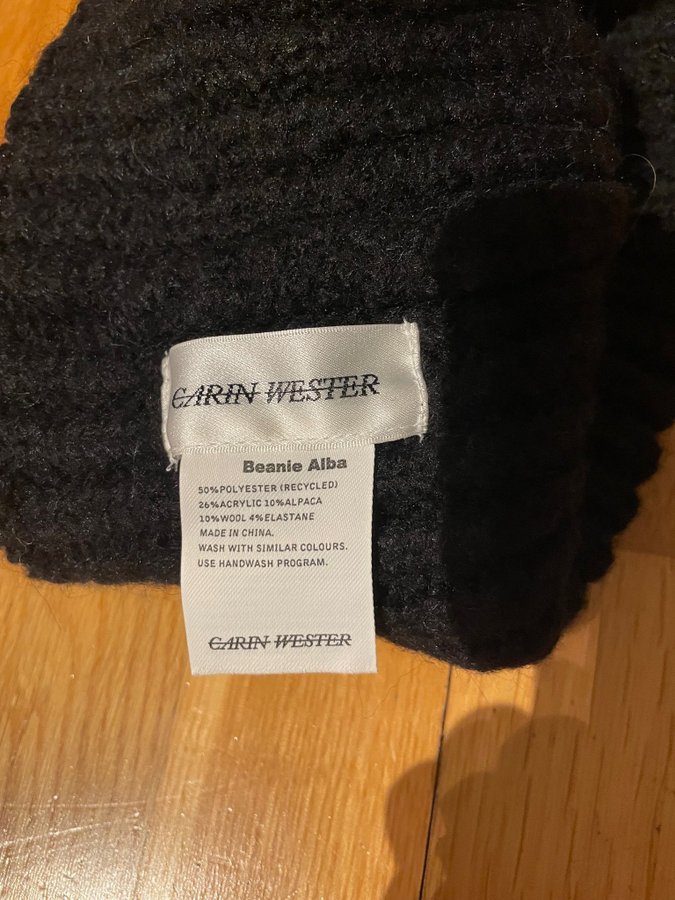 CARIN WESTER
Beanie Alba
50%POLYESTER (RECYCLED)
26%ACRYLIC 10%ALPACA
10%WOOL 4%ELASTANE
MADE IN CHINA.
WASH WITH SIMILAR COLOURS.
USE HANDWASH PROGRAM.
CARIN WESTER